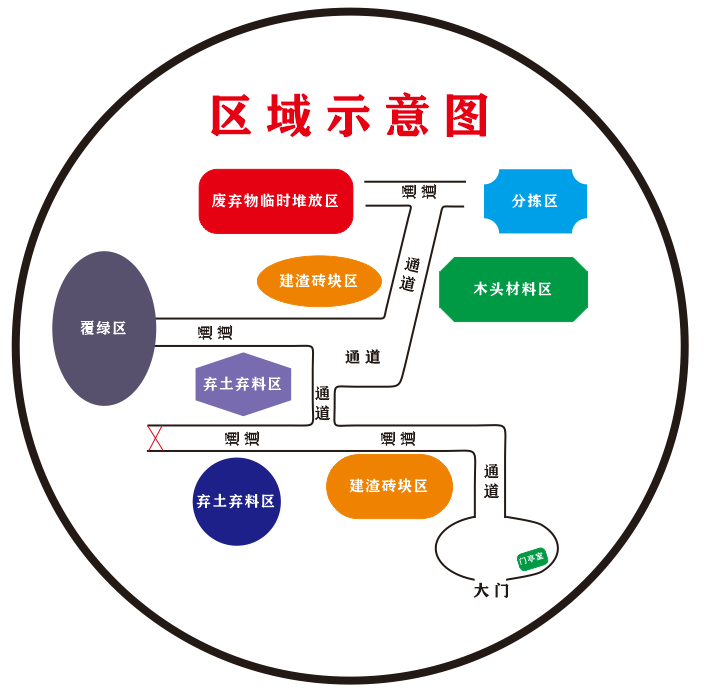 区域示意图
废弃物临时堆放区
通道
分拣区
通道
建渣砖块区
木头材料区
覆绿区
通道
通道
弃土弃料区
通道
通道
通道
弃土弃料区
建渣砖块区
通道
门亭室
大门